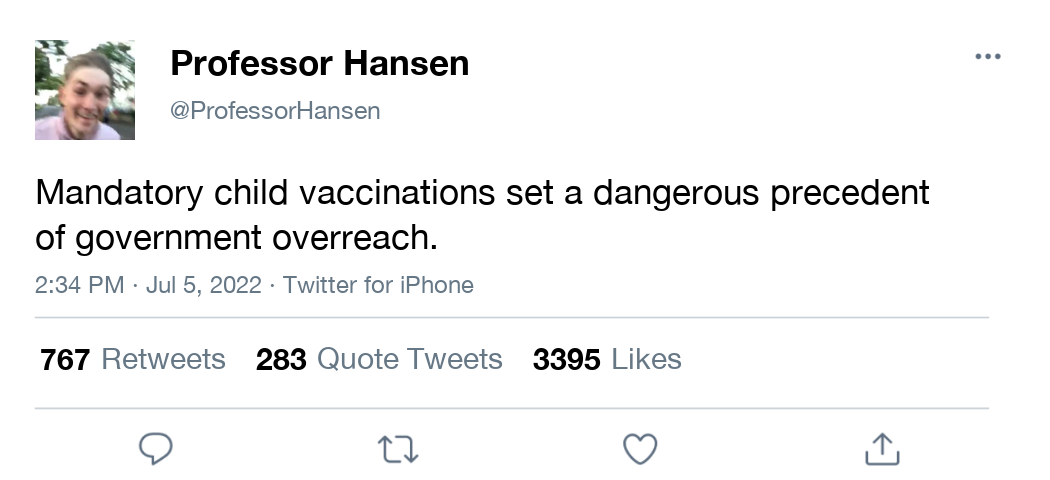 Professor Hansen
@ProfessorHansen
Mandatory child vaccinations set a dangerous precedent
of government overreach.
2:34 PM · Jul 5, 2022 · Twitter for iPhone
767 Retweets 283 Quote Tweets 3395 Likes